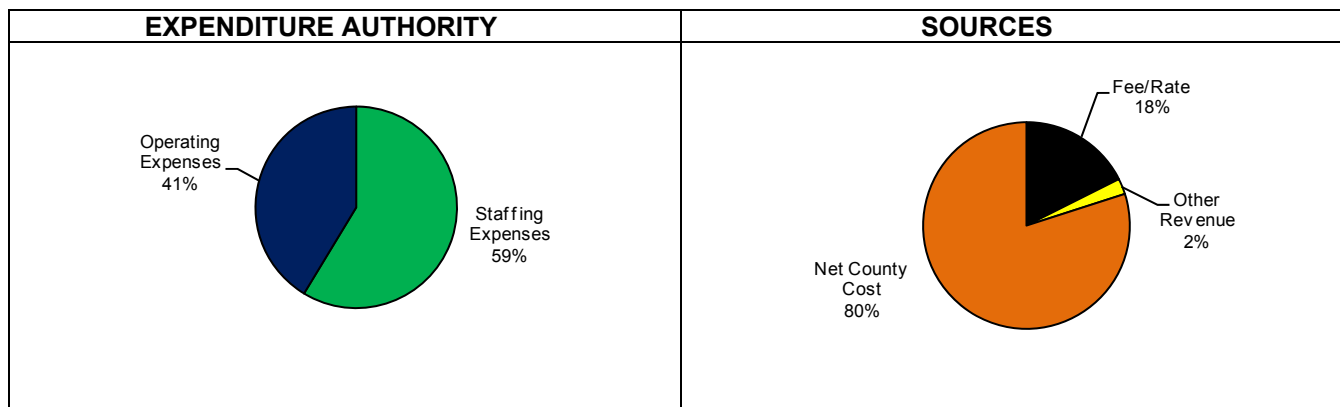 EXPENDITURE AUTHORITY
Operating
Expenses
41%
Staffing
Expenses
59%
SOURCES
Fee/Rate
18%
Other
Revenue
2%
Net County
Cost
80%